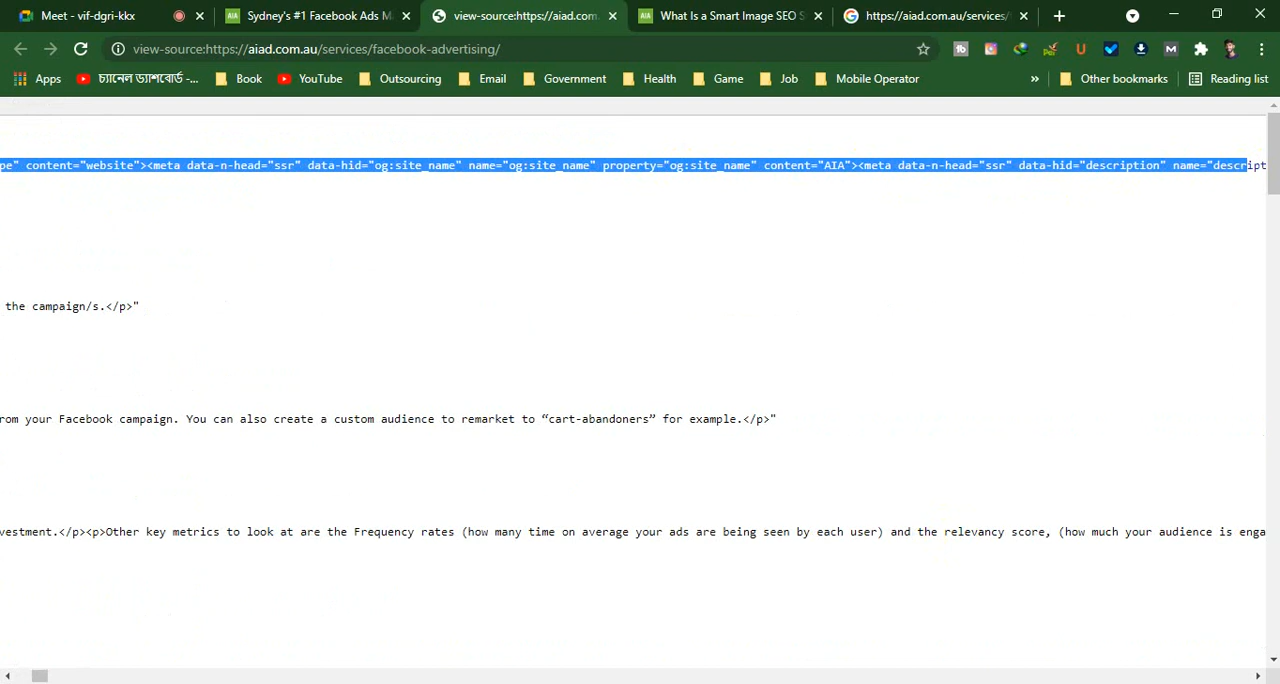 Meet - vif-dgri-kkx
Sydney's #1 Facebook Ads M
view-source:https://aiad.com.
What Is a Smart Image SEO S
https://aiad.com.au/services/
view-source:https://aiad.com.au/services/facebook-advertising/
Apps
চ্যানেল ড্যাশবোর্ড -...
Book
YouTube
Outsourcing
Email
Government
Health
Game
Job
Mobile Operator
»
Other bookmarks
Reading list
pe" content="website"><meta data-n-head="ssr" data-hid="og:site_name" name="og:site_name" property="og:site_name" content="AIA"><meta data-n-head="ssr" data-hid="description" name="descript
the campaign/s.</p>"
rom your Facebook campaign. You can also create a custom audience to remarket to “cart-abandoners” for example.</p>"
vestment.</p><p>Other key metrics to look at are the Frequency rates (how many time on average your ads are being seen by each user) and the relevancy score, (how much your audience is enga